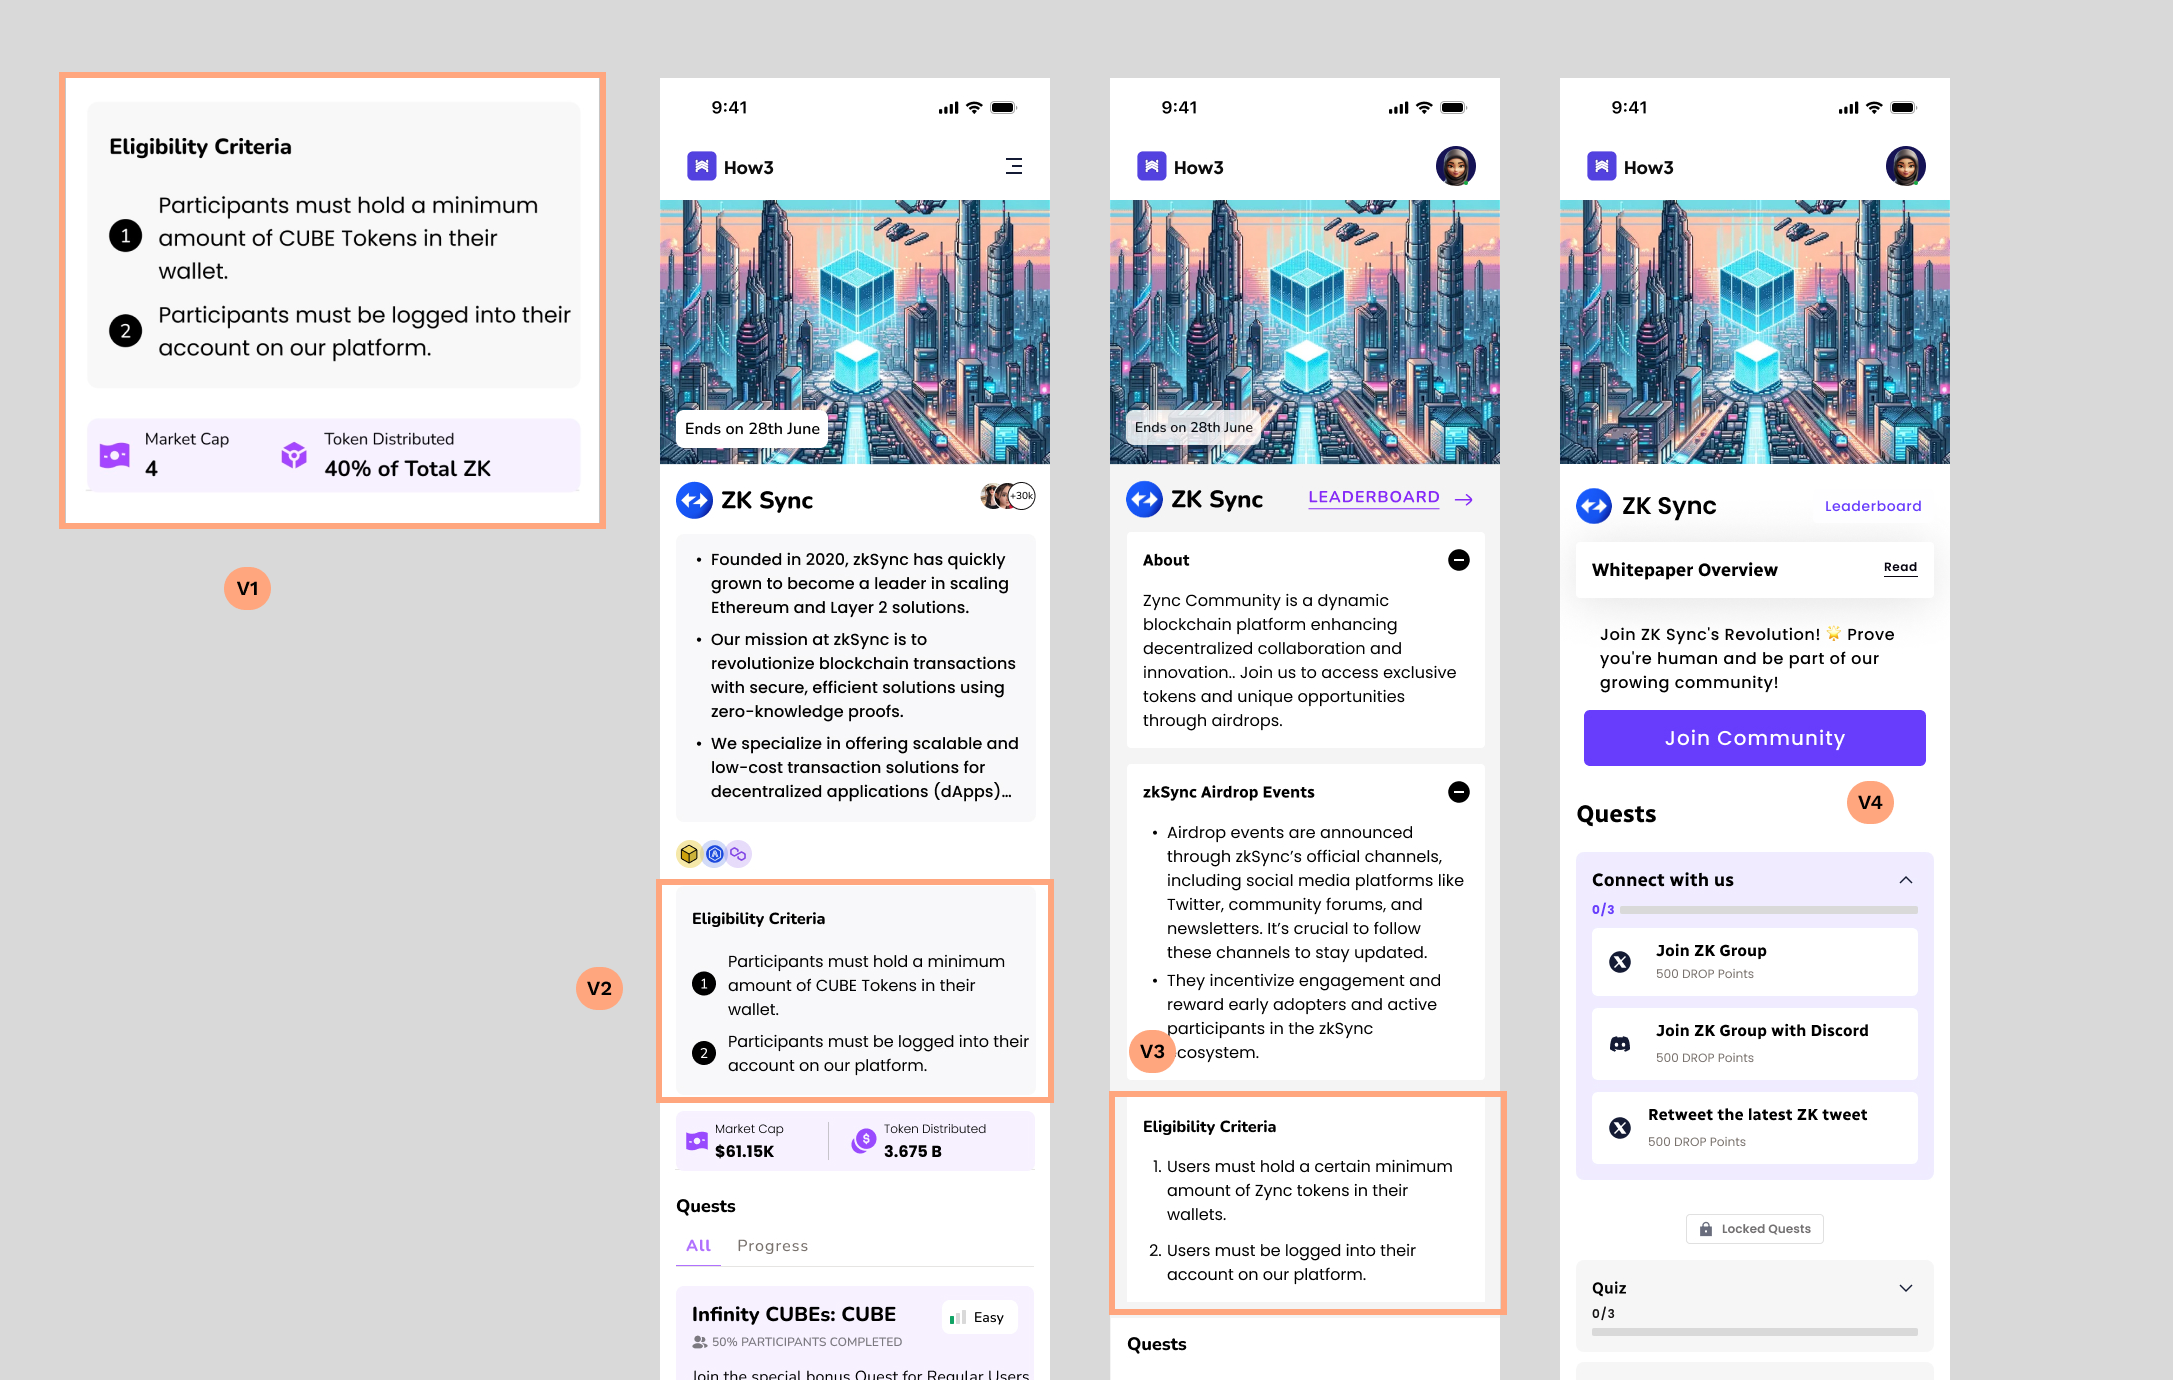 Eligibility Criteria
1
Participants must hold a minimum
amount of CUBE Tokens in their
wallet.
2
Participants must be logged into their
account on our platform.
Market Cap
4
Token Distributed
40% of Total ZK
V1
9:41
How3
Ends on 28th June
ZK Sync
+30k
• Founded in 2020, zkSync has quickly
grown to become a leader in scaling
Ethereum and Layer 2 solutions.
• Our mission at zkSync is to
revolutionize blockchain transactions
with secure, efficient solutions using
zero-knowledge proofs.
• We specialize in offering scalable and
low-cost transaction solutions for
decentralized applications (dApps)...
V2
Eligibility Criteria
1
Participants must hold a minimum
amount of CUBE Tokens in their
wallet.
2
Participants must be logged into their
account on our platform.
Market Cap
$61.15K
Token Distributed
3.675 B
Quests
All
Progress
Infinity CUBEs: CUBE
Easy
50% PARTICIPANTS COMPLETED
Join the special bonus Quest for Regular Users
9:41
How3
Ends on 28th June
ZK Sync
LEADERBOARD
About
Zync Community is a dynamic
blockchain platform enhancing
decentralized collaboration and
innovation.. Join us to access exclusive
tokens and unique opportunities
through airdrops.
zkSync Airdrop Events
• Airdrop events are announced
through zkSync’s official channels,
including social media platforms like
Twitter, community forums, and
newsletters. It’s crucial to follow
these channels to stay updated.
• They incentivize engagement and
reward early adopters and active
participants in the zkSync
cosystem.
V3
Eligibility Criteria
1. Users must hold a certain minimum
amount of Zync tokens in their
wallets.
2. Users must be logged into their
account on our platform.
Quests
9:41
How3
ZK Sync
Leaderboard
Whitepaper Overview
Read
Join ZK Sync's Revolution! 🌟 Prove
you're human and be part of our
growing community!
Join Community
V4
Quests
Connect with us
0/3
Join ZK Group
500 DROP Points
Join ZK Group with Discord
500 DROP Points
Retweet the latest ZK tweet
500 DROP Points
Locked Quests
Quiz
0/3